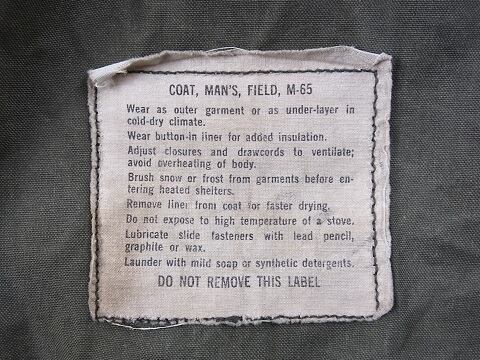 COAT, MAN'S, FIELD, M-65
Wear as outer garment or as under-layer in
cold-dry climate.
Wear button-in liner for added insulation.
Adjust closures and drawcords to ventilate;
avoid overheating of body.
Brush snow or frost from garments before en-
tering heated shelters.
Remove liner from coat for faster drying.
Do not expose to high temperature of a stove.
Lubricate slide fasteners with lead pencil,
graphite or wax.
Launder with mild soap or synthetic detergents.
DO NOT REMOVE THIS LABEL